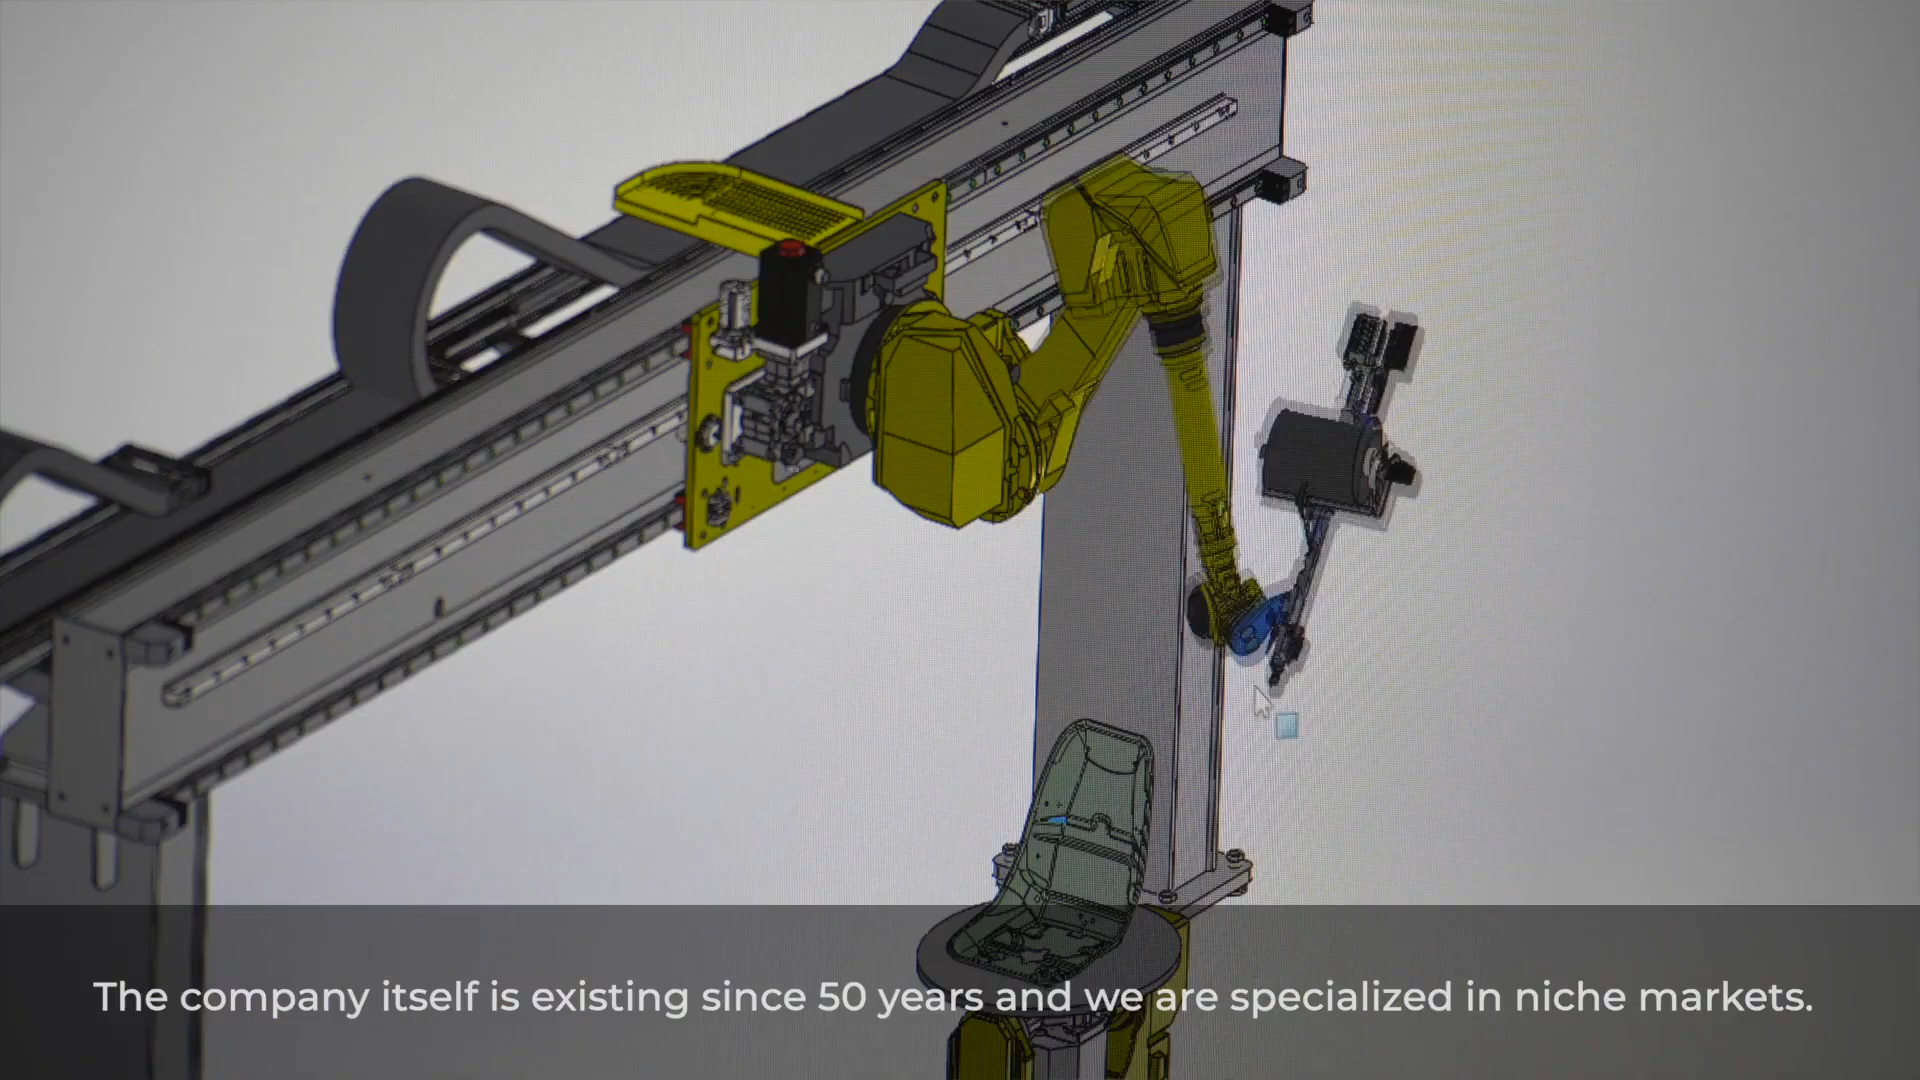 The company itself is existing since 50 years and we are specialized in niche markets.